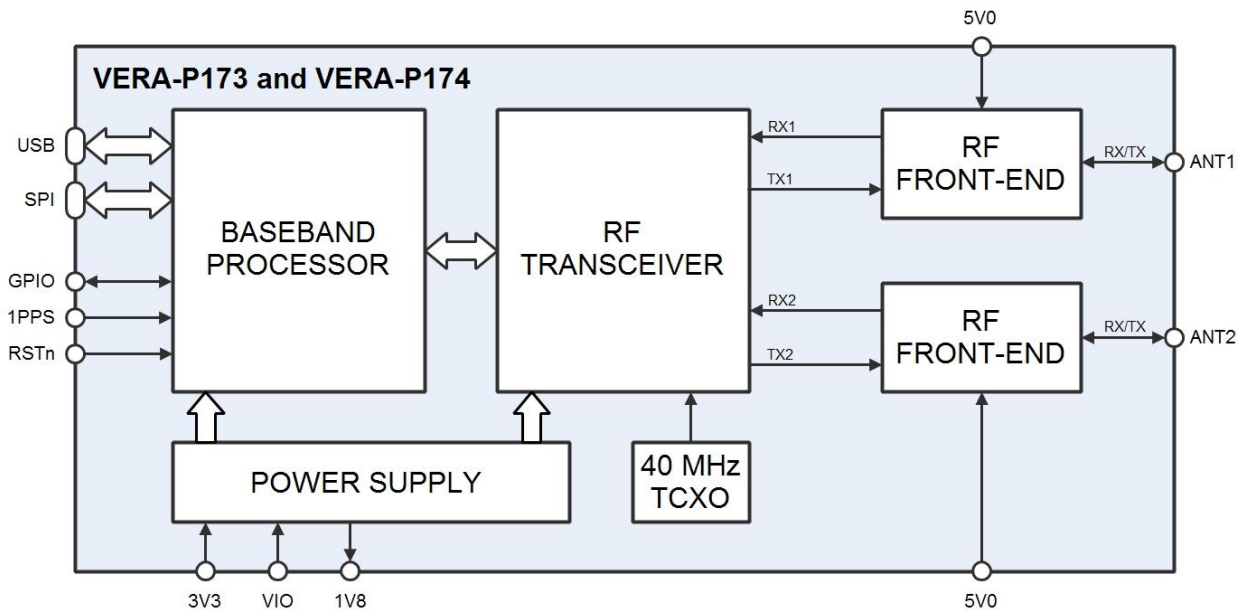 5V0
VERA-P173 and VERA-P174
USB
SPI
GPIO
1PPS
RSTn
BASEBAND
PROCESSOR
RF
TRANSCEIVER
RX1
TX1
RX2
TX2
RF
FRONT-END
RX/TX
ANT1
RF
FRONT-END
RX/TX
ANT2
POWER SUPPLY
40 MHz
TCXO
3V3
VIO
1V8
5V0